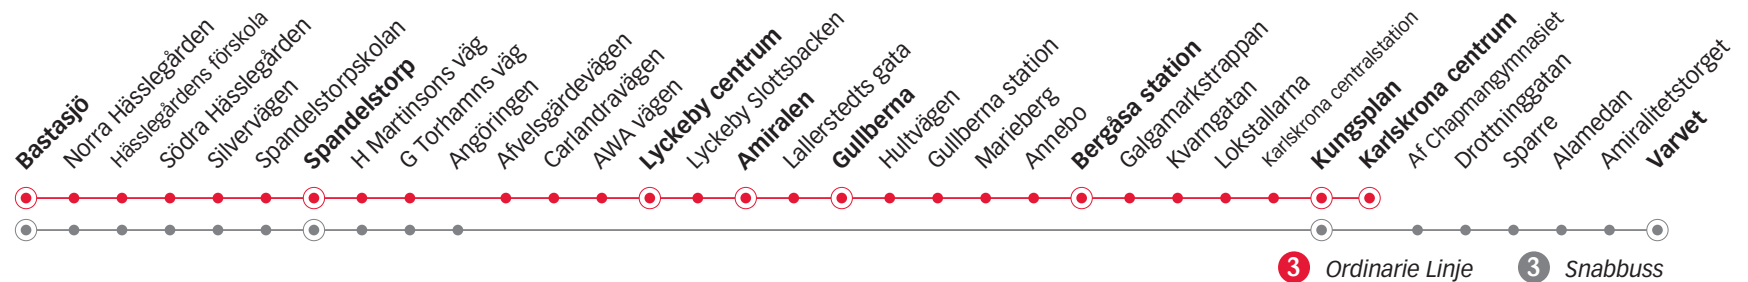 Bastasjö
Norra Hässlegården
Hässlegårdens förskola
Södra Hässlegården
Silvervägen
Spandelstorpskolan
Spandelstorp
H Martinsons väg
G Torhamns väg
Angöringen
Afvelsgärdevägen
Carlandravägen
AWA vägen
Lyckeby centrum
Lyckeby Slottsbacken
Amiralen
Lallerstedts gata
Gullberna
Hultvägen
Gullberna station
Marieberg
Annebo
Bergåsa station
Galgamarkstrappan
Kvarngatan
Lokstallarna
Karlskrona centralstation
Kungsplan
Karlskrona centrum
Af Chapmangymnasiet
Drottninggatan
Sparre
Alamedan
Amiralitetstorget
Varvet
3 Ordinarie Linje
3 Snabbuss